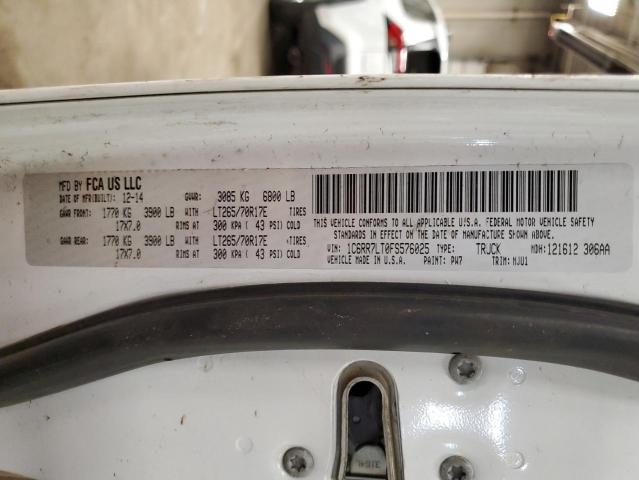 MFD BY FCA US LLC
DATE OF MFR(BUILT): 12-14 GVWR: 3085 KG 6800 LB
GAWR FRONT: 1770 KG 3900 LB WITH LT265/70R17E TIRES
17X7.0 RIMS AT 300 KPA ( 43 PSI) COLD
GAWR REAR: 1770 KG 3900 LB WITH LT265/70R17E TIRES
17X7.0 RIMS AT 300 KPA ( 43 PSI) COLD
THIS VEHICLE CONFORMS TO ALL APPLICABLE U.S.A. FEDERAL MOTOR VEHICLE SAFETY
STANDARDS IN EFFECT ON THE DATE OF MANUFACTURE SHOWN ABOVE.
VIN: 1C6RR7LT0FS576025 TYPE: TRUCK MDH: 121612 306AA
VEHICLE MADE IN U.S.A. PAINT: PW7 TRIM: MJU1